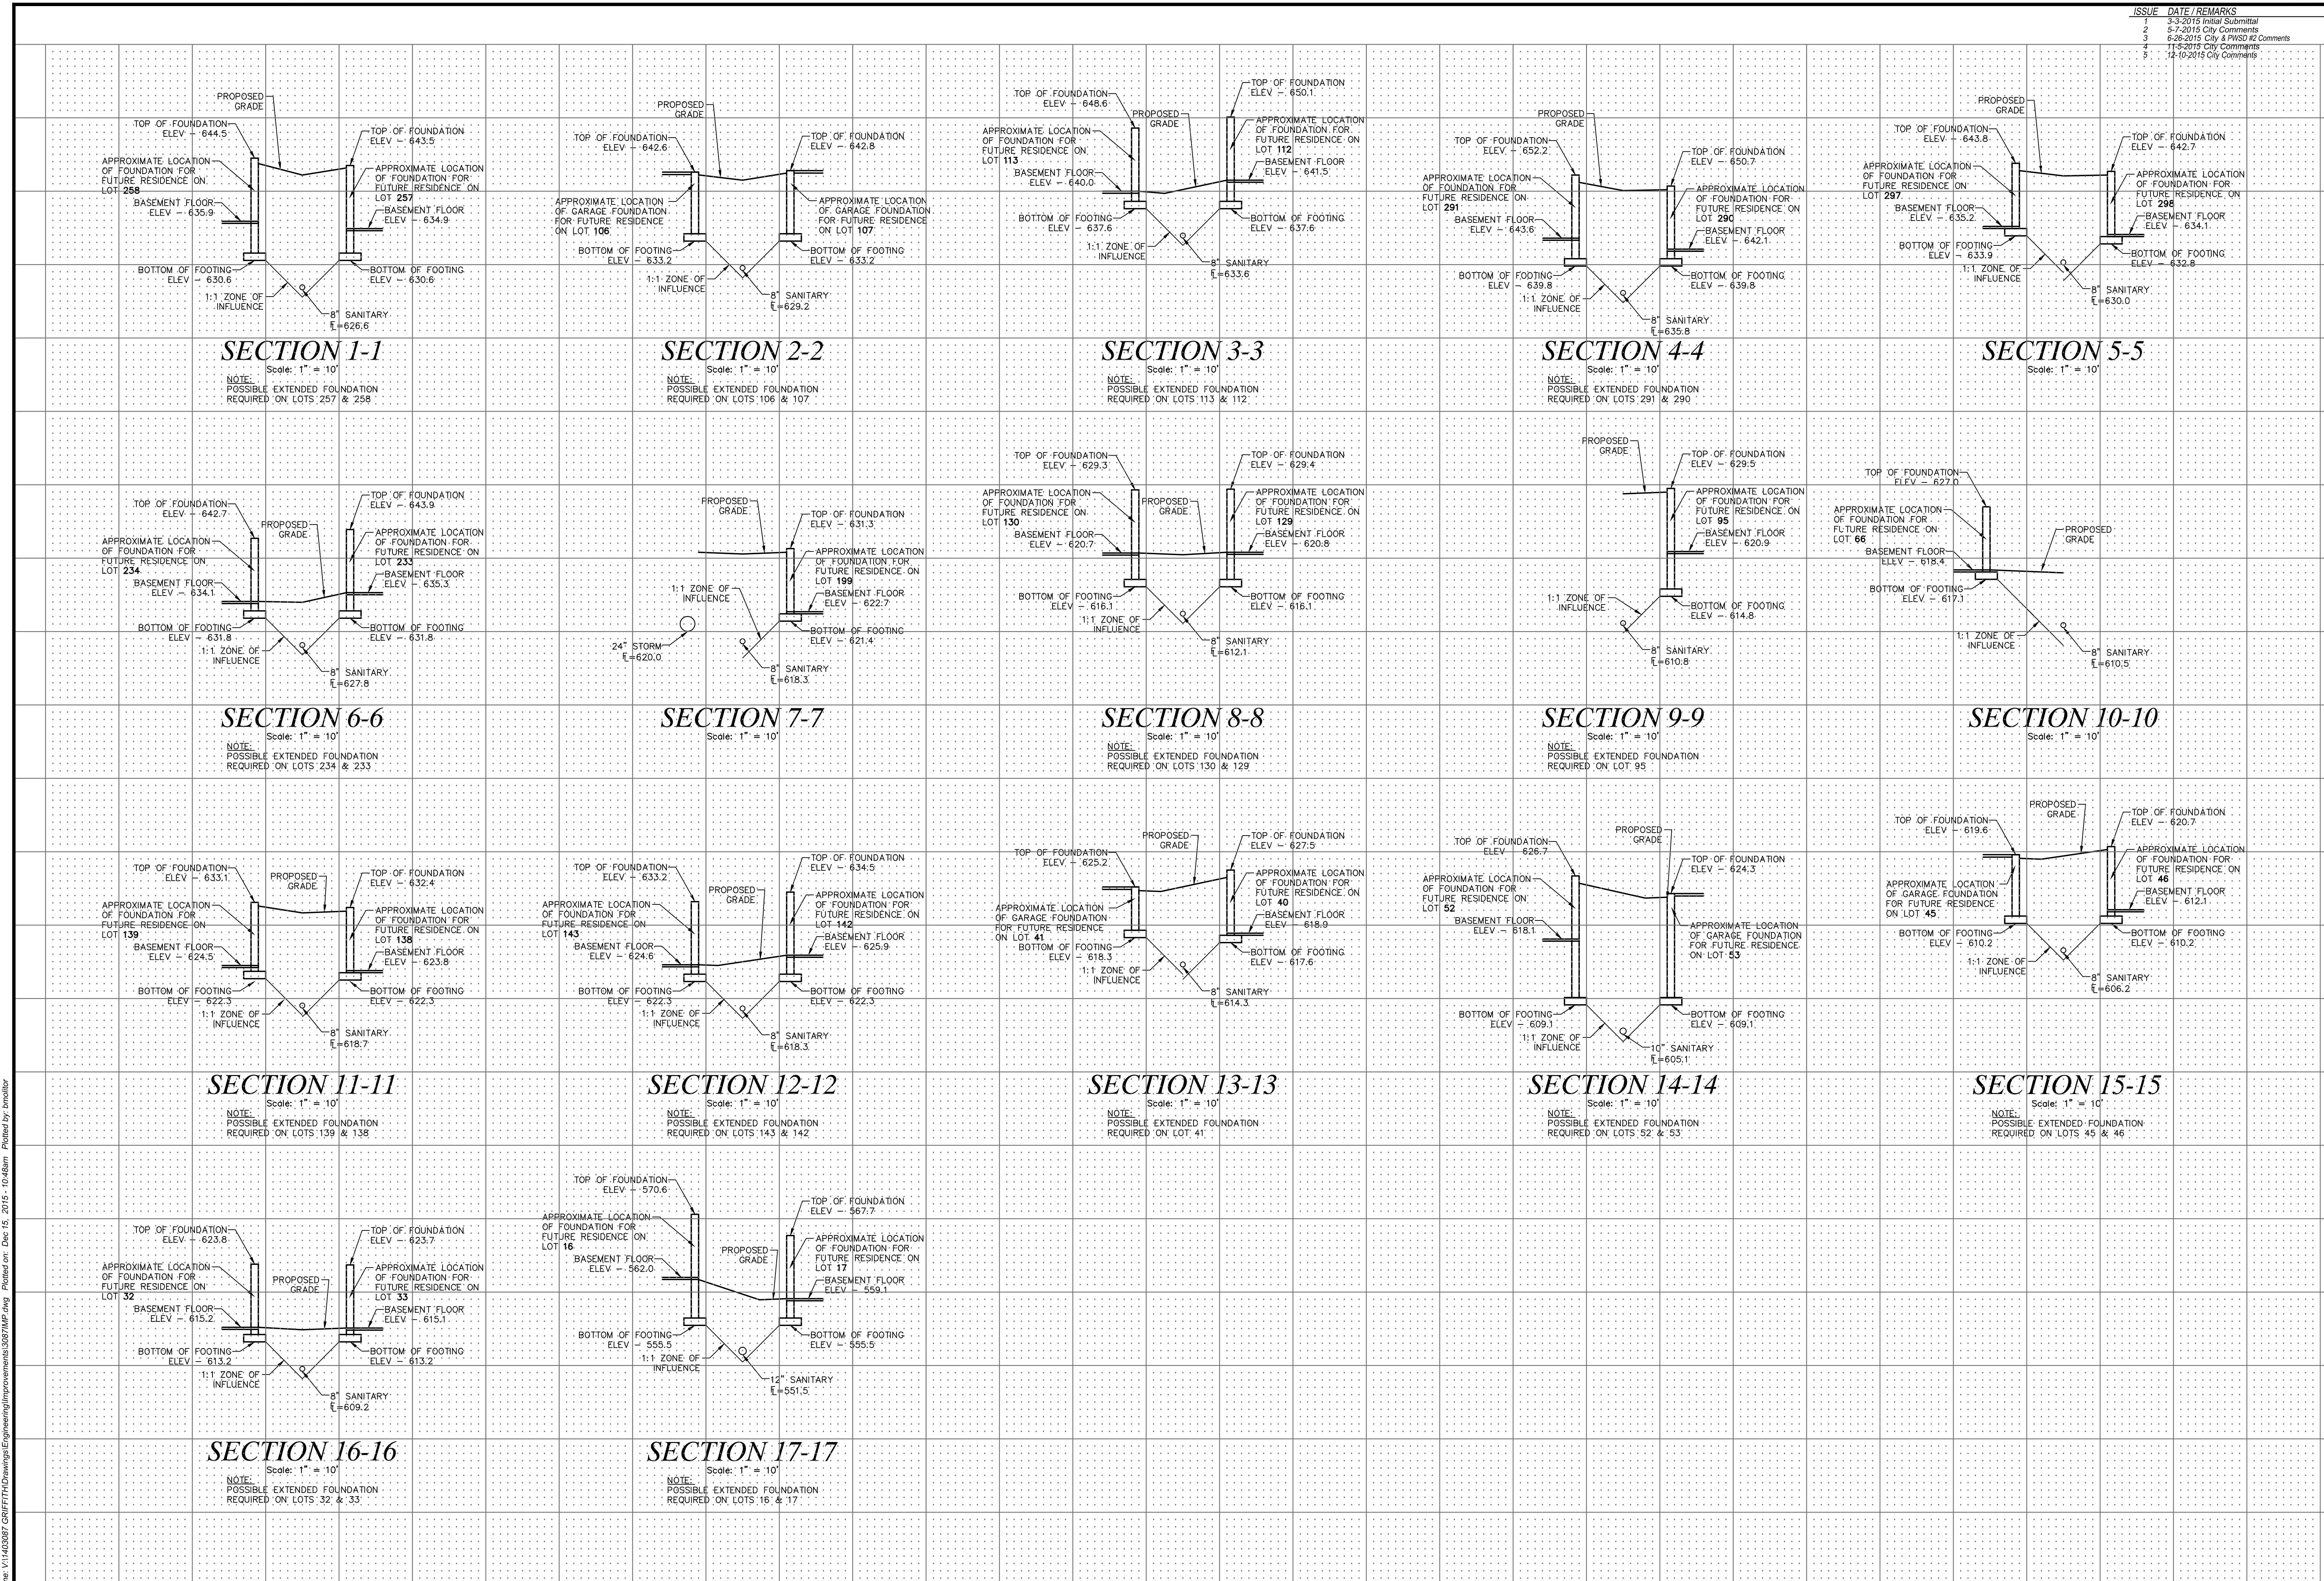 ISSUE DATE / REMARKS
1 3-3-2015 Initial Submittal
2 5-7-2015 City Comments
3 6-26-2015 City & PWSD #2 Comments
4 11-5-2015 City Comments
5 12-10-2015 City Comments
PROPOSED
GRADE
TOP OF FOUNDATION
ELEV - 644.5
TOP OF FOUNDATION
ELEV - 643.5
APPROXIMATE LOCATION
OF FOUNDATION FOR
FUTURE RESIDENCE ON
LOT 258
APPROXIMATE LOCATION
OF FOUNDATION FOR
FUTURE RESIDENCE ON
LOT 257
BASEMENT FLOOR
ELEV - 635.9
BASEMENT FLOOR
ELEV - 634.9
BOTTOM OF FOOTING
ELEV - 630.6
BOTTOM OF FOOTING
ELEV - 630.6
1:1 ZONE OF
INFLUENCE
8" SANITARY
FL=626.6
SECTION 1-1
Scale: 1" = 10'
NOTE:
POSSIBLE EXTENDED FOUNDATION
REQUIRED ON LOTS 257 & 258
PROPOSED
GRADE
TOP OF FOUNDATION
ELEV - 642.6
TOP OF FOUNDATION
ELEV - 642.8
APPROXIMATE LOCATION
OF GARAGE FOUNDATION
FOR FUTURE RESIDENCE
ON LOT 106
APPROXIMATE LOCATION
OF GARAGE FOUNDATION
FOR FUTURE RESIDENCE
ON LOT 107
BOTTOM OF FOOTING
ELEV - 633.2
BOTTOM OF FOOTING
ELEV - 633.2
1:1 ZONE OF
INFLUENCE
8" SANITARY
FL=629.2
SECTION 2-2
Scale: 1" = 10'
NOTE:
POSSIBLE EXTENDED FOUNDATION
REQUIRED ON LOTS 106 & 107
TOP OF FOUNDATION
ELEV - 648.6
TOP OF FOUNDATION
ELEV - 650.1
PROPOSED
GRADE
APPROXIMATE LOCATION
OF FOUNDATION FOR
FUTURE RESIDENCE ON
LOT 113
APPROXIMATE LOCATION
OF FOUNDATION FOR
FUTURE RESIDENCE ON
LOT 112
BASEMENT FLOOR
ELEV - 640.0
BASEMENT FLOOR
ELEV - 641.5
BOTTOM OF FOOTING
ELEV - 637.6
BOTTOM OF FOOTING
ELEV - 637.6
1:1 ZONE OF
INFLUENCE
8" SANITARY
FL=633.6
SECTION 3-3
Scale: 1" = 10'
NOTE:
POSSIBLE EXTENDED FOUNDATION
REQUIRED ON LOTS 113 & 112
PROPOSED
GRADE
TOP OF FOUNDATION
ELEV - 652.2
TOP OF FOUNDATION
ELEV - 650.7
APPROXIMATE LOCATION
OF FOUNDATION FOR
FUTURE RESIDENCE ON
LOT 291
APPROXIMATE LOCATION
OF FOUNDATION FOR
FUTURE RESIDENCE ON
LOT 290
BASEMENT FLOOR
ELEV - 643.6
BASEMENT FLOOR
ELEV - 642.1
BOTTOM OF FOOTING
ELEV - 639.8
BOTTOM OF FOOTING
ELEV - 639.8
1:1 ZONE OF
INFLUENCE
8" SANITARY
FL=635.8
SECTION 4-4
Scale: 1" = 10'
NOTE:
POSSIBLE EXTENDED FOUNDATION
REQUIRED ON LOTS 291 & 290
PROPOSED
GRADE
TOP OF FOUNDATION
ELEV - 643.8
TOP OF FOUNDATION
ELEV - 642.7
APPROXIMATE LOCATION
OF FOUNDATION FOR
FUTURE RESIDENCE ON
LOT 297
APPROXIMATE LOCATION
OF FOUNDATION FOR
FUTURE RESIDENCE ON
LOT 298
BASEMENT FLOOR
ELEV - 635.2
BASEMENT FLOOR
ELEV - 634.1
BOTTOM OF FOOTING
ELEV - 633.9
BOTTOM OF FOOTING
ELEV - 632.8
1:1 ZONE OF
INFLUENCE
8" SANITARY
FL=630.0
SECTION 5-5
Scale: 1" = 10'
TOP OF FOUNDATION
ELEV - 642.7
TOP OF FOUNDATION
ELEV - 643.9
PROPOSED
GRADE
APPROXIMATE LOCATION
OF FOUNDATION FOR
FUTURE RESIDENCE ON
LOT 234
APPROXIMATE LOCATION
OF FOUNDATION FOR
FUTURE RESIDENCE ON
LOT 233
BASEMENT FLOOR
ELEV - 634.1
BASEMENT FLOOR
ELEV - 635.3
BOTTOM OF FOOTING
ELEV - 631.8
BOTTOM OF FOOTING
ELEV - 631.8
1:1 ZONE OF
INFLUENCE
8" SANITARY
FL=627.8
SECTION 6-6
Scale: 1" = 10'
NOTE:
POSSIBLE EXTENDED FOUNDATION
REQUIRED ON LOTS 234 & 233
PROPOSED
GRADE
TOP OF FOUNDATION
ELEV - 631.3
APPROXIMATE LOCATION
OF FOUNDATION FOR
FUTURE RESIDENCE ON
LOT 199
1:1 ZONE OF
INFLUENCE
BASEMENT FLOOR
ELEV - 622.7
BOTTOM OF FOOTING
ELEV - 621.4
24" STORM
FL=620.0
8" SANITARY
FL=618.3
SECTION 7-7
Scale: 1" = 10'
TOP OF FOUNDATION
ELEV - 629.3
TOP OF FOUNDATION
ELEV - 629.4
APPROXIMATE LOCATION
OF FOUNDATION FOR
FUTURE RESIDENCE ON
LOT 130
PROPOSED
GRADE
APPROXIMATE LOCATION
OF FOUNDATION FOR
FUTURE RESIDENCE ON
LOT 129
BASEMENT FLOOR
ELEV - 620.7
BASEMENT FLOOR
ELEV - 620.8
BOTTOM OF FOOTING
ELEV - 616.1
BOTTOM OF FOOTING
ELEV - 616.1
1:1 ZONE OF
INFLUENCE
8" SANITARY
FL=612.1
SECTION 8-8
Scale: 1" = 10'
NOTE:
POSSIBLE EXTENDED FOUNDATION
REQUIRED ON LOTS 130 & 129
PROPOSED
GRADE
TOP OF FOUNDATION
ELEV - 629.5
APPROXIMATE LOCATION
OF FOUNDATION FOR
FUTURE RESIDENCE ON
LOT 95
BASEMENT FLOOR
ELEV - 620.9
1:1 ZONE OF
INFLUENCE
BOTTOM OF FOOTING
ELEV - 614.8
8" SANITARY
FL=610.8
SECTION 9-9
Scale: 1" = 10'
NOTE:
POSSIBLE EXTENDED FOUNDATION
REQUIRED ON LOT 95
TOP OF FOUNDATION
ELEV - 627.0
APPROXIMATE LOCATION
OF FOUNDATION FOR
FUTURE RESIDENCE ON
LOT 66
PROPOSED
GRADE
BASEMENT FLOOR
ELEV - 618.4
BOTTOM OF FOOTING
ELEV - 617.1
1:1 ZONE OF
INFLUENCE
8" SANITARY
FL=610.5
SECTION 10-10
Scale: 1" = 10'
TOP OF FOUNDATION
ELEV - 633.1
PROPOSED
GRADE
TOP OF FOUNDATION
ELEV - 632.4
APPROXIMATE LOCATION
OF FOUNDATION FOR
FUTURE RESIDENCE ON
LOT 139
APPROXIMATE LOCATION
OF FOUNDATION FOR
FUTURE RESIDENCE ON
LOT 138
BASEMENT FLOOR
ELEV - 624.5
BASEMENT FLOOR
ELEV - 623.8
BOTTOM OF FOOTING
ELEV - 622.3
BOTTOM OF FOOTING
ELEV - 622.3
1:1 ZONE OF
INFLUENCE
8" SANITARY
FL=618.7
SECTION 11-11
Scale: 1" = 10'
NOTE:
POSSIBLE EXTENDED FOUNDATION
REQUIRED ON LOTS 139 & 138
TOP OF FOUNDATION
ELEV - 633.2
TOP OF FOUNDATION
ELEV - 634.5
PROPOSED
GRADE
APPROXIMATE LOCATION
OF FOUNDATION FOR
FUTURE RESIDENCE ON
LOT 143
APPROXIMATE LOCATION
OF FOUNDATION FOR
FUTURE RESIDENCE ON
LOT 142
BASEMENT FLOOR
ELEV - 624.6
BASEMENT FLOOR
ELEV - 625.9
BOTTOM OF FOOTING
ELEV - 622.3
BOTTOM OF FOOTING
ELEV - 622.3
1:1 ZONE OF
INFLUENCE
8" SANITARY
FL=618.3
SECTION 12-12
Scale: 1" = 10'
NOTE:
POSSIBLE EXTENDED FOUNDATION
REQUIRED ON LOTS 143 & 142
PROPOSED
GRADE
TOP OF FOUNDATION
ELEV - 625.2
TOP OF FOUNDATION
ELEV - 627.5
APPROXIMATE LOCATION
OF FOUNDATION FOR
FUTURE RESIDENCE ON
LOT 40
APPROXIMATE LOCATION
OF GARAGE FOUNDATION
FOR FUTURE RESIDENCE
ON LOT 41
BASEMENT FLOOR
ELEV - 618.9
BOTTOM OF FOOTING
ELEV - 618.3
BOTTOM OF FOOTING
ELEV - 617.6
1:1 ZONE OF
INFLUENCE
8" SANITARY
FL=614.3
SECTION 13-13
Scale: 1" = 10'
NOTE:
POSSIBLE EXTENDED FOUNDATION
REQUIRED ON LOT 41
PROPOSED
GRADE
TOP OF FOUNDATION
ELEV - 626.7
TOP OF FOUNDATION
ELEV - 624.3
APPROXIMATE LOCATION
OF FOUNDATION FOR
FUTURE RESIDENCE ON
LOT 52
BASEMENT FLOOR
ELEV - 618.1
APPROXIMATE LOCATION
OF GARAGE FOUNDATION
FOR FUTURE RESIDENCE
ON LOT 53
BOTTOM OF FOOTING
ELEV - 609.1
BOTTOM OF FOOTING
ELEV - 609.1
1:1 ZONE OF
INFLUENCE
10" SANITARY
FL=605.1
SECTION 14-14
Scale: 1" = 10'
NOTE:
POSSIBLE EXTENDED FOUNDATION
REQUIRED ON LOTS 52 & 53
PROPOSED
GRADE
TOP OF FOUNDATION
ELEV - 619.6
TOP OF FOUNDATION
ELEV - 620.7
APPROXIMATE LOCATION
OF FOUNDATION FOR
FUTURE RESIDENCE ON
LOT 46
APPROXIMATE LOCATION
OF GARAGE FOUNDATION
FOR FUTURE RESIDENCE
ON LOT 45
BASEMENT FLOOR
ELEV - 612.1
BOTTOM OF FOOTING
ELEV - 610.2
BOTTOM OF FOOTING
ELEV - 610.2
1:1 ZONE OF
INFLUENCE
8" SANITARY
FL=606.2
SECTION 15-15
Scale: 1" = 10'
NOTE:
POSSIBLE EXTENDED FOUNDATION
REQUIRED ON LOTS 45 & 46
TOP OF FOUNDATION
ELEV - 623.8
TOP OF FOUNDATION
ELEV - 623.7
APPROXIMATE LOCATION
OF FOUNDATION FOR
FUTURE RESIDENCE ON
LOT 32
PROPOSED
GRADE
APPROXIMATE LOCATION
OF FOUNDATION FOR
FUTURE RESIDENCE ON
LOT 33
BASEMENT FLOOR
ELEV - 615.2
BASEMENT FLOOR
ELEV - 615.1
BOTTOM OF FOOTING
ELEV - 613.2
BOTTOM OF FOOTING
ELEV - 613.2
1:1 ZONE OF
INFLUENCE
8" SANITARY
FL=609.2
SECTION 16-16
Scale: 1" = 10'
NOTE:
POSSIBLE EXTENDED FOUNDATION
REQUIRED ON LOTS 32 & 33
TOP OF FOUNDATION
ELEV - 570.6
TOP OF FOUNDATION
ELEV - 567.7
APPROXIMATE LOCATION
OF FOUNDATION FOR
FUTURE RESIDENCE ON
LOT 16
PROPOSED
GRADE
APPROXIMATE LOCATION
OF FOUNDATION FOR
FUTURE RESIDENCE ON
LOT 17
BASEMENT FLOOR
ELEV - 562.0
BASEMENT FLOOR
ELEV - 559.1
BOTTOM OF FOOTING
ELEV - 555.5
BOTTOM OF FOOTING
ELEV - 555.5
1:1 ZONE OF
INFLUENCE
12" SANITARY
FL=551.5
SECTION 17-17
Scale: 1" = 10'
NOTE:
POSSIBLE EXTENDED FOUNDATION
REQUIRED ON LOTS 16 & 17
ne: V:\1403087 GRIFFITH\Drawings\Engineering\Improvements\3087IMP.dwg Plotted on: Dec 15, 2015 - 10:48am Plotted by: bmolitor